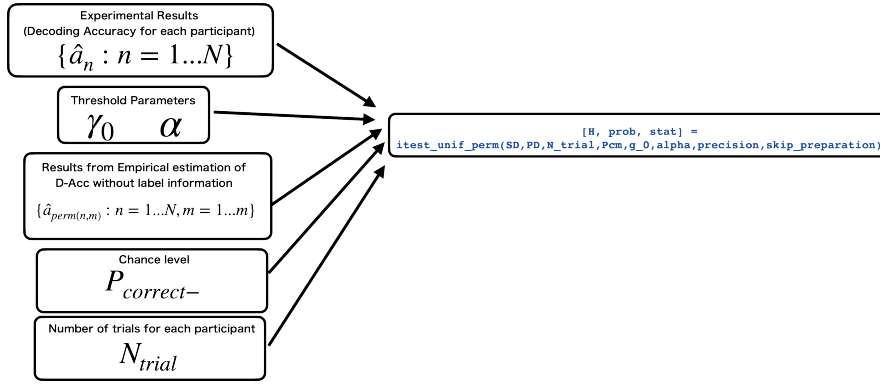 Experimental Results
(Decoding Accuracy for each participant)
{âₙ : n = 1...N}
Threshold Parameters
γ₀ α
Results from Empirical estimation of
D-Acc without label information
{â_perm(n,m) : n = 1...N, m = 1...m}
Chance level
P_correct−
Number of trials for each participant
N_trial
[H, prob, stat] =
itest_unif_perm(SD,PD,N_trial,Pcm,g_0,alpha,precision,skip_preparation)